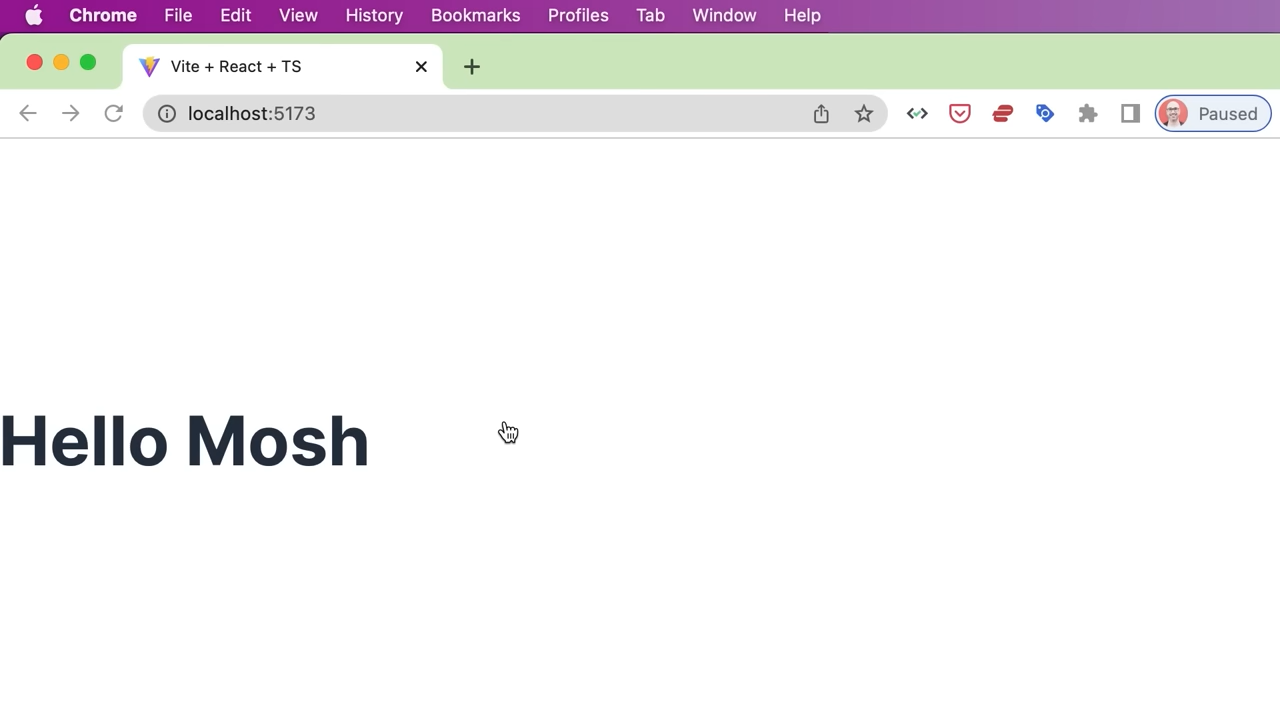 Chrome File Edit View History Bookmarks Profiles Tab Window Help
Vite + React + TS
localhost:5173
Paused
Hello Mosh